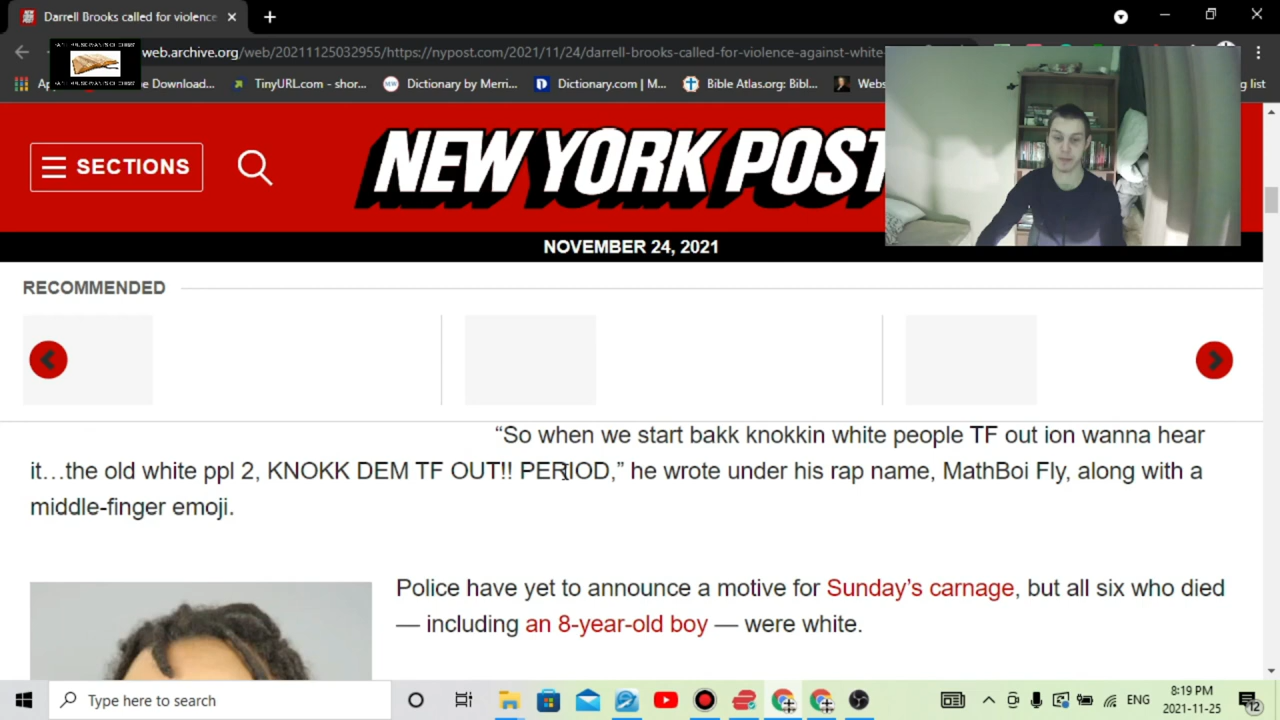 Darrell Brooks called for violence
web.archive.org/web/20211125032955/https://nypost.com/2021/11/24/darrell-brooks-called-for-violence-against-white
Download...
TinyURL.com - shor...
Dictionary by Merri...
Dictionary.com | M...
Bible Atlas.org: Bibl...
Webs
g list
SECTIONS
NEW YORK POST
NOVEMBER 24, 2021
RECOMMENDED
“So when we start bakk knokkin white people TF out ion wanna hear
it…the old white ppl 2, KNOKK DEM TF OUT!! PERIOD,” he wrote under his rap name, MathBoi Fly, along with a
middle-finger emoji.
Police have yet to announce a motive for Sunday’s carnage, but all six who died
— including an 8-year-old boy — were white.
Type here to search
ENG
8:19 PM
2021-11-25
12